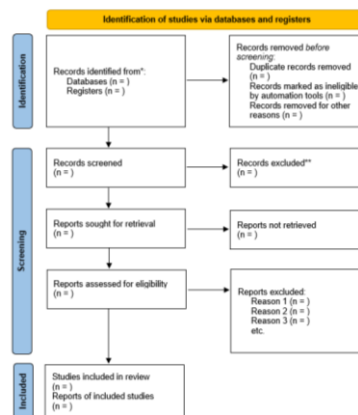 Identification of studies via databases and registers
Identification
Records identified from*:
Databases (n = )
Registers (n = )
Records removed before
screening:
Duplicate records removed
(n = )
Records marked as ineligible
by automation tools (n = )
Records removed for other
reasons (n = )
Screening
Records screened
(n = )
Records excluded**
(n = )
Reports sought for retrieval
(n = )
Reports not retrieved
(n = )
Reports assessed for eligibility
(n = )
Reports excluded:
Reason 1 (n = )
Reason 2 (n = )
Reason 3 (n = )
etc.
Included
Studies included in review
(n = )
Reports of included studies
(n = )